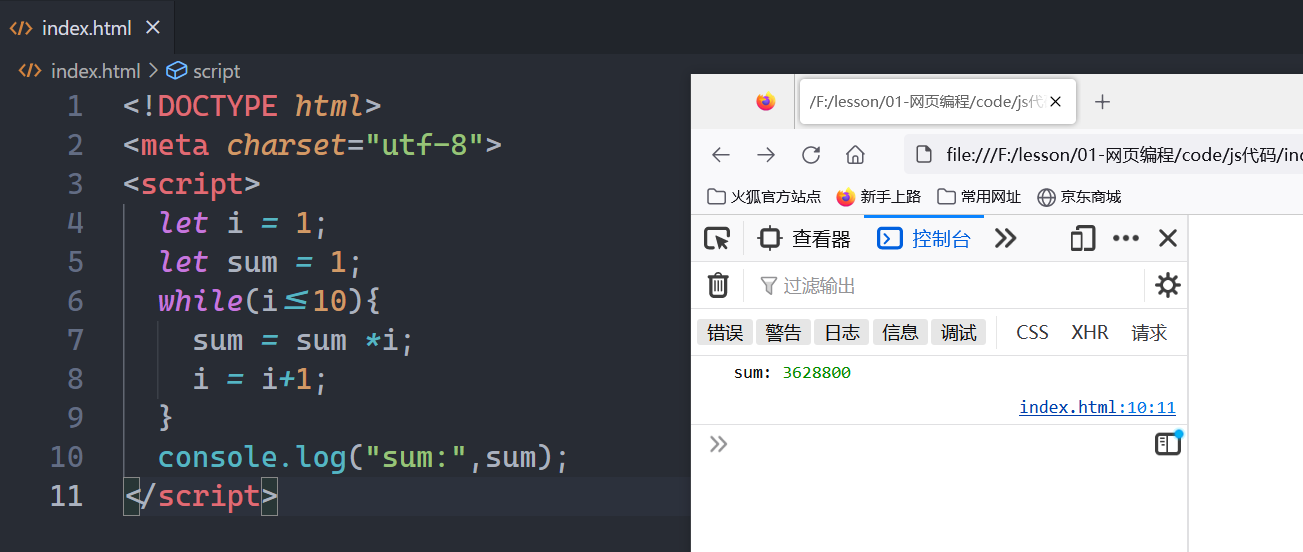 index.html
index.html > script
1 <!DOCTYPE html>
2 <meta charset="utf-8">
3 <script>
4 let i = 1;
5 let sum = 1;
6 while(i<=10){
7 sum = sum *i;
8 i = i+1;
9 }
10 console.log("sum:",sum);
11 </script>
/F:/lesson/01-网页编程/code/js代
file:///F:/lesson/01-网页编程/code/js代码/ind
火狐官方站点 新手上路 常用网址 京东商城
查看器 控制台
过滤输出
错误 警告 日志 信息 调试 CSS XHR 请求
sum: 3628800
index.html:10:11